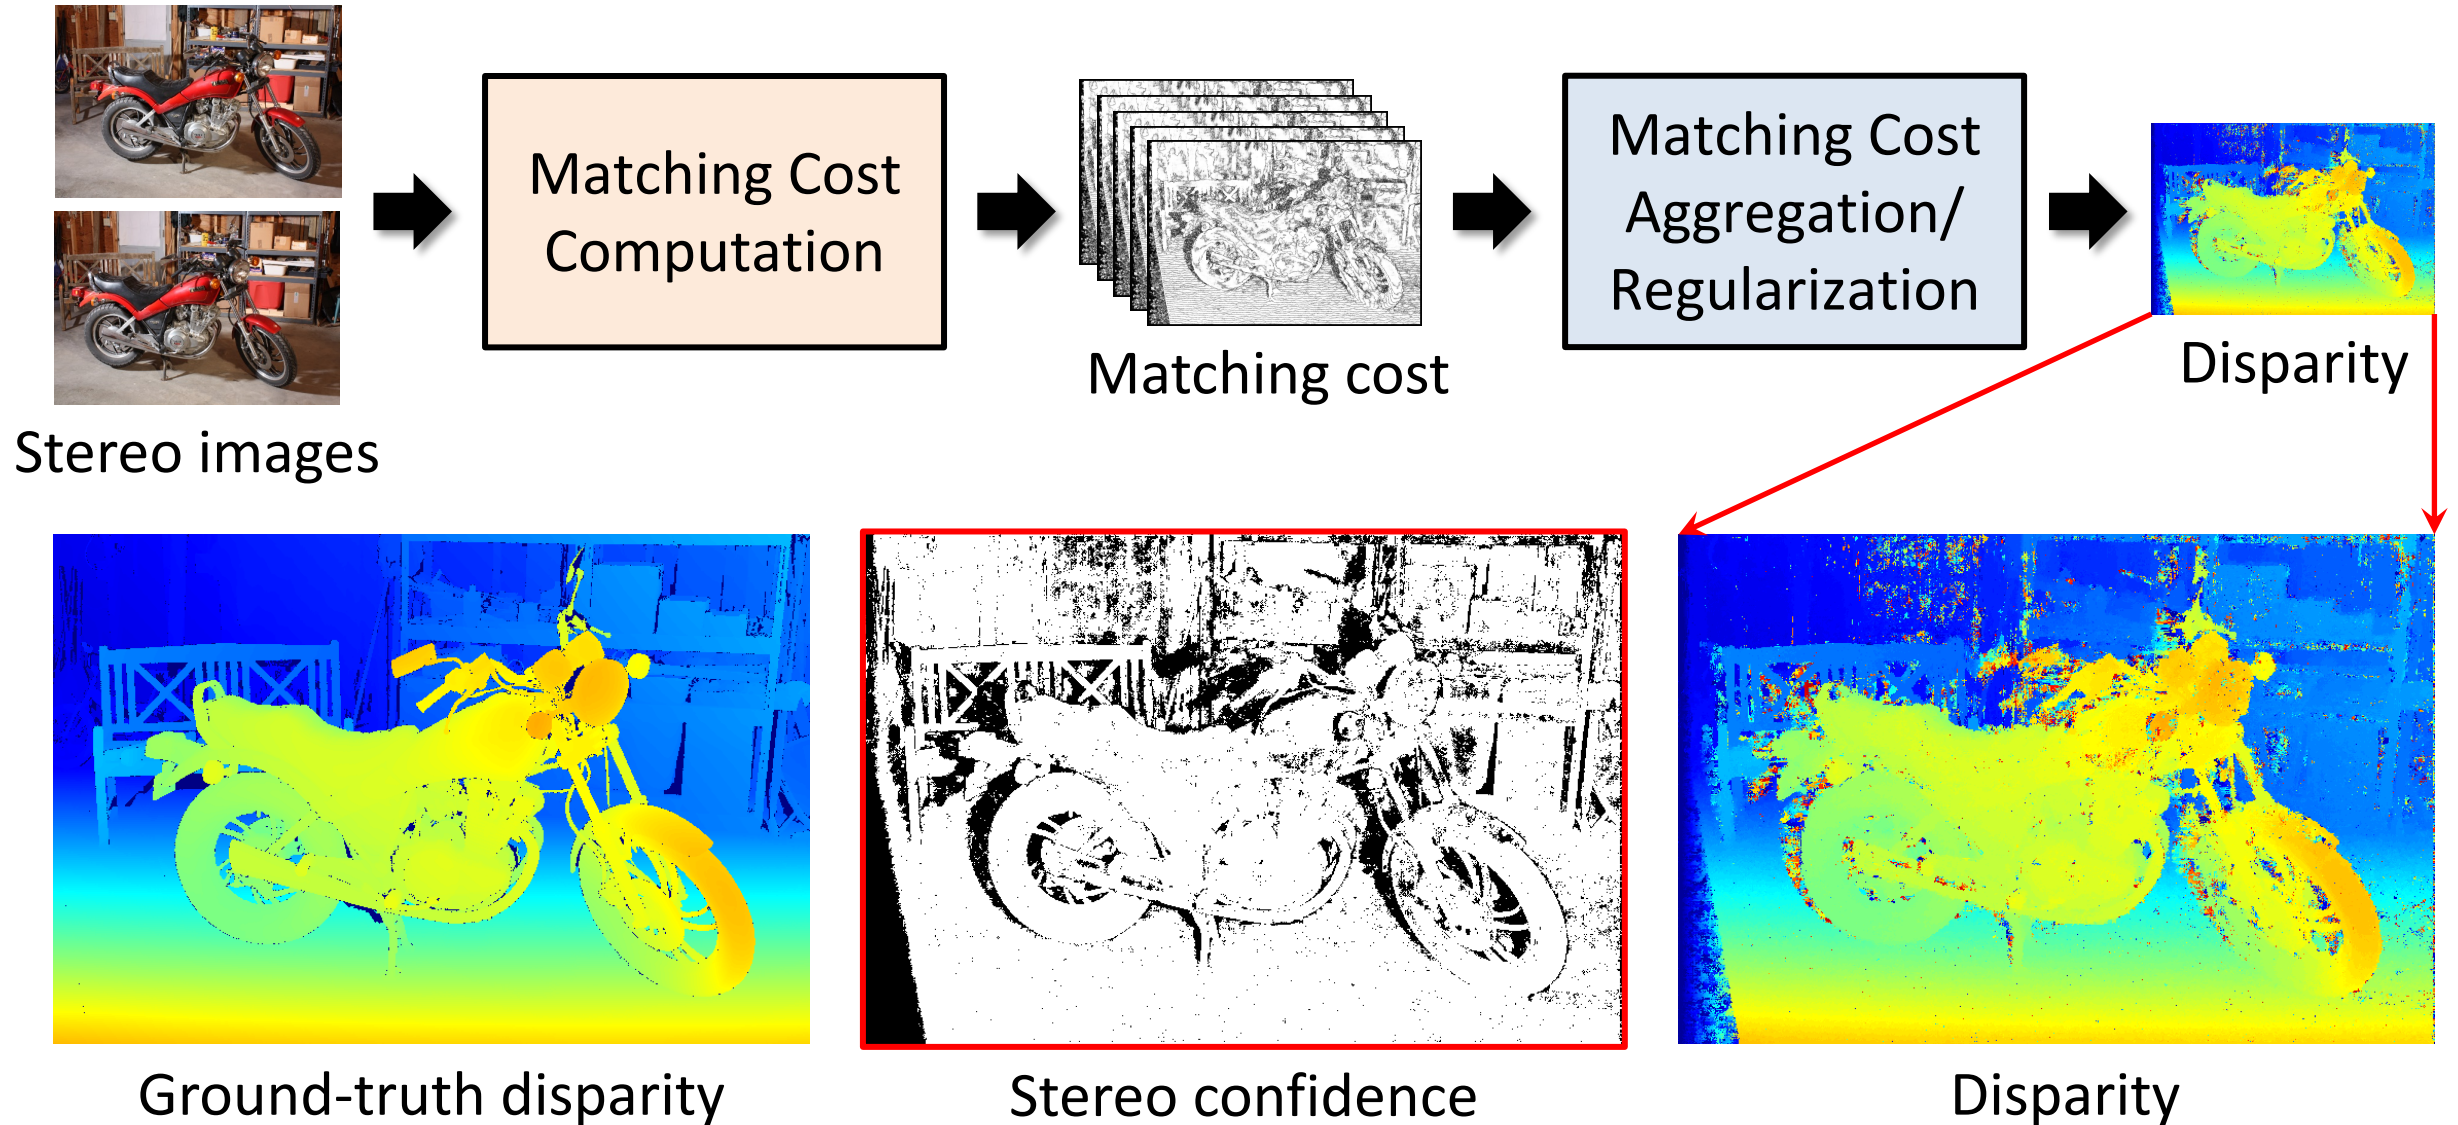 Matching Cost
Computation
Matching Cost
Aggregation/
Regularization
Matching cost
Disparity
Stereo images
Ground-truth disparity
Stereo confidence
Disparity